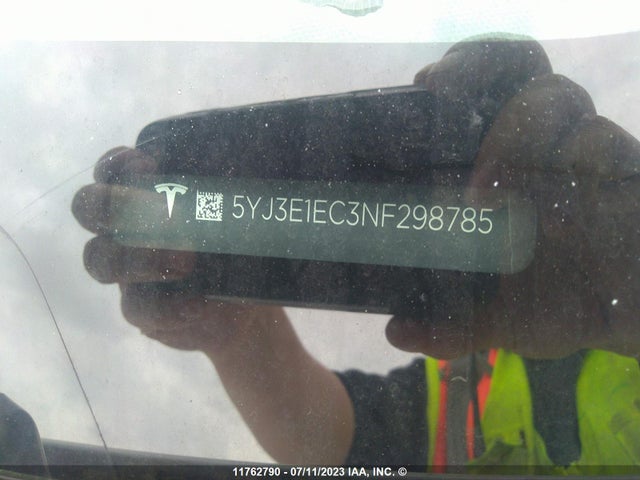 5YJ3E1EC3NF298785
11762790 - 07/11/2023 IAA, INC. ©